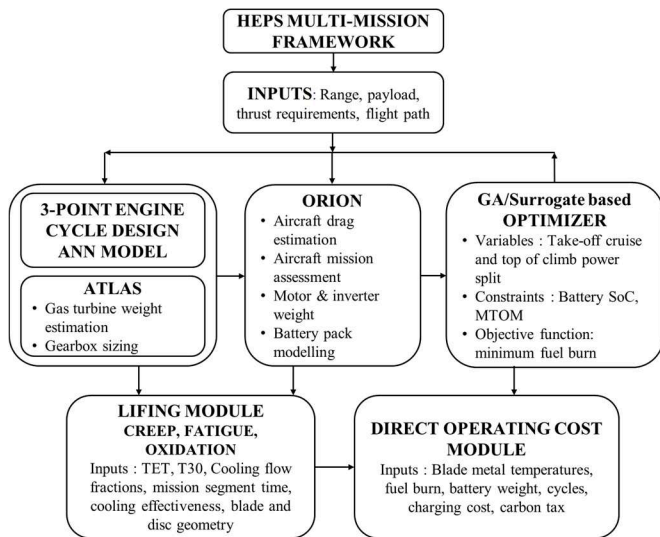 HEPS MULTI-MISSION
FRAMEWORK
INPUTS: Range, payload,
thrust requirements, flight path
3-POINT ENGINE
CYCLE DESIGN
ANN MODEL
ATLAS
• Gas turbine weight
estimation
• Gearbox sizing
ORION
• Aircraft drag
estimation
• Aircraft mission
assessment
• Motor & inverter
weight
• Battery pack
modelling
GA/Surrogate based
OPTIMIZER
• Variables : Take-off cruise
and top of climb power
split
• Constraints : Battery SoC,
MTOM
• Objective function:
minimum fuel burn
LIFING MODULE
CREEP, FATIGUE,
OXIDATION
Inputs : TET, T30, Cooling flow
fractions, mission segment time,
cooling effectiveness, blade and
disc geometry
DIRECT OPERATING COST
MODULE
Inputs : Blade metal temperatures,
fuel burn, battery weight, cycles,
charging cost, carbon tax